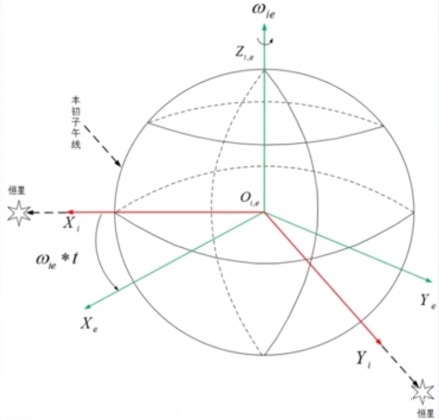 ω_ie
Z_i,e
本初子午线
恒星
O_i,e
X_i
ω_ie * t
X_e
Y_e
Y_i
恒星